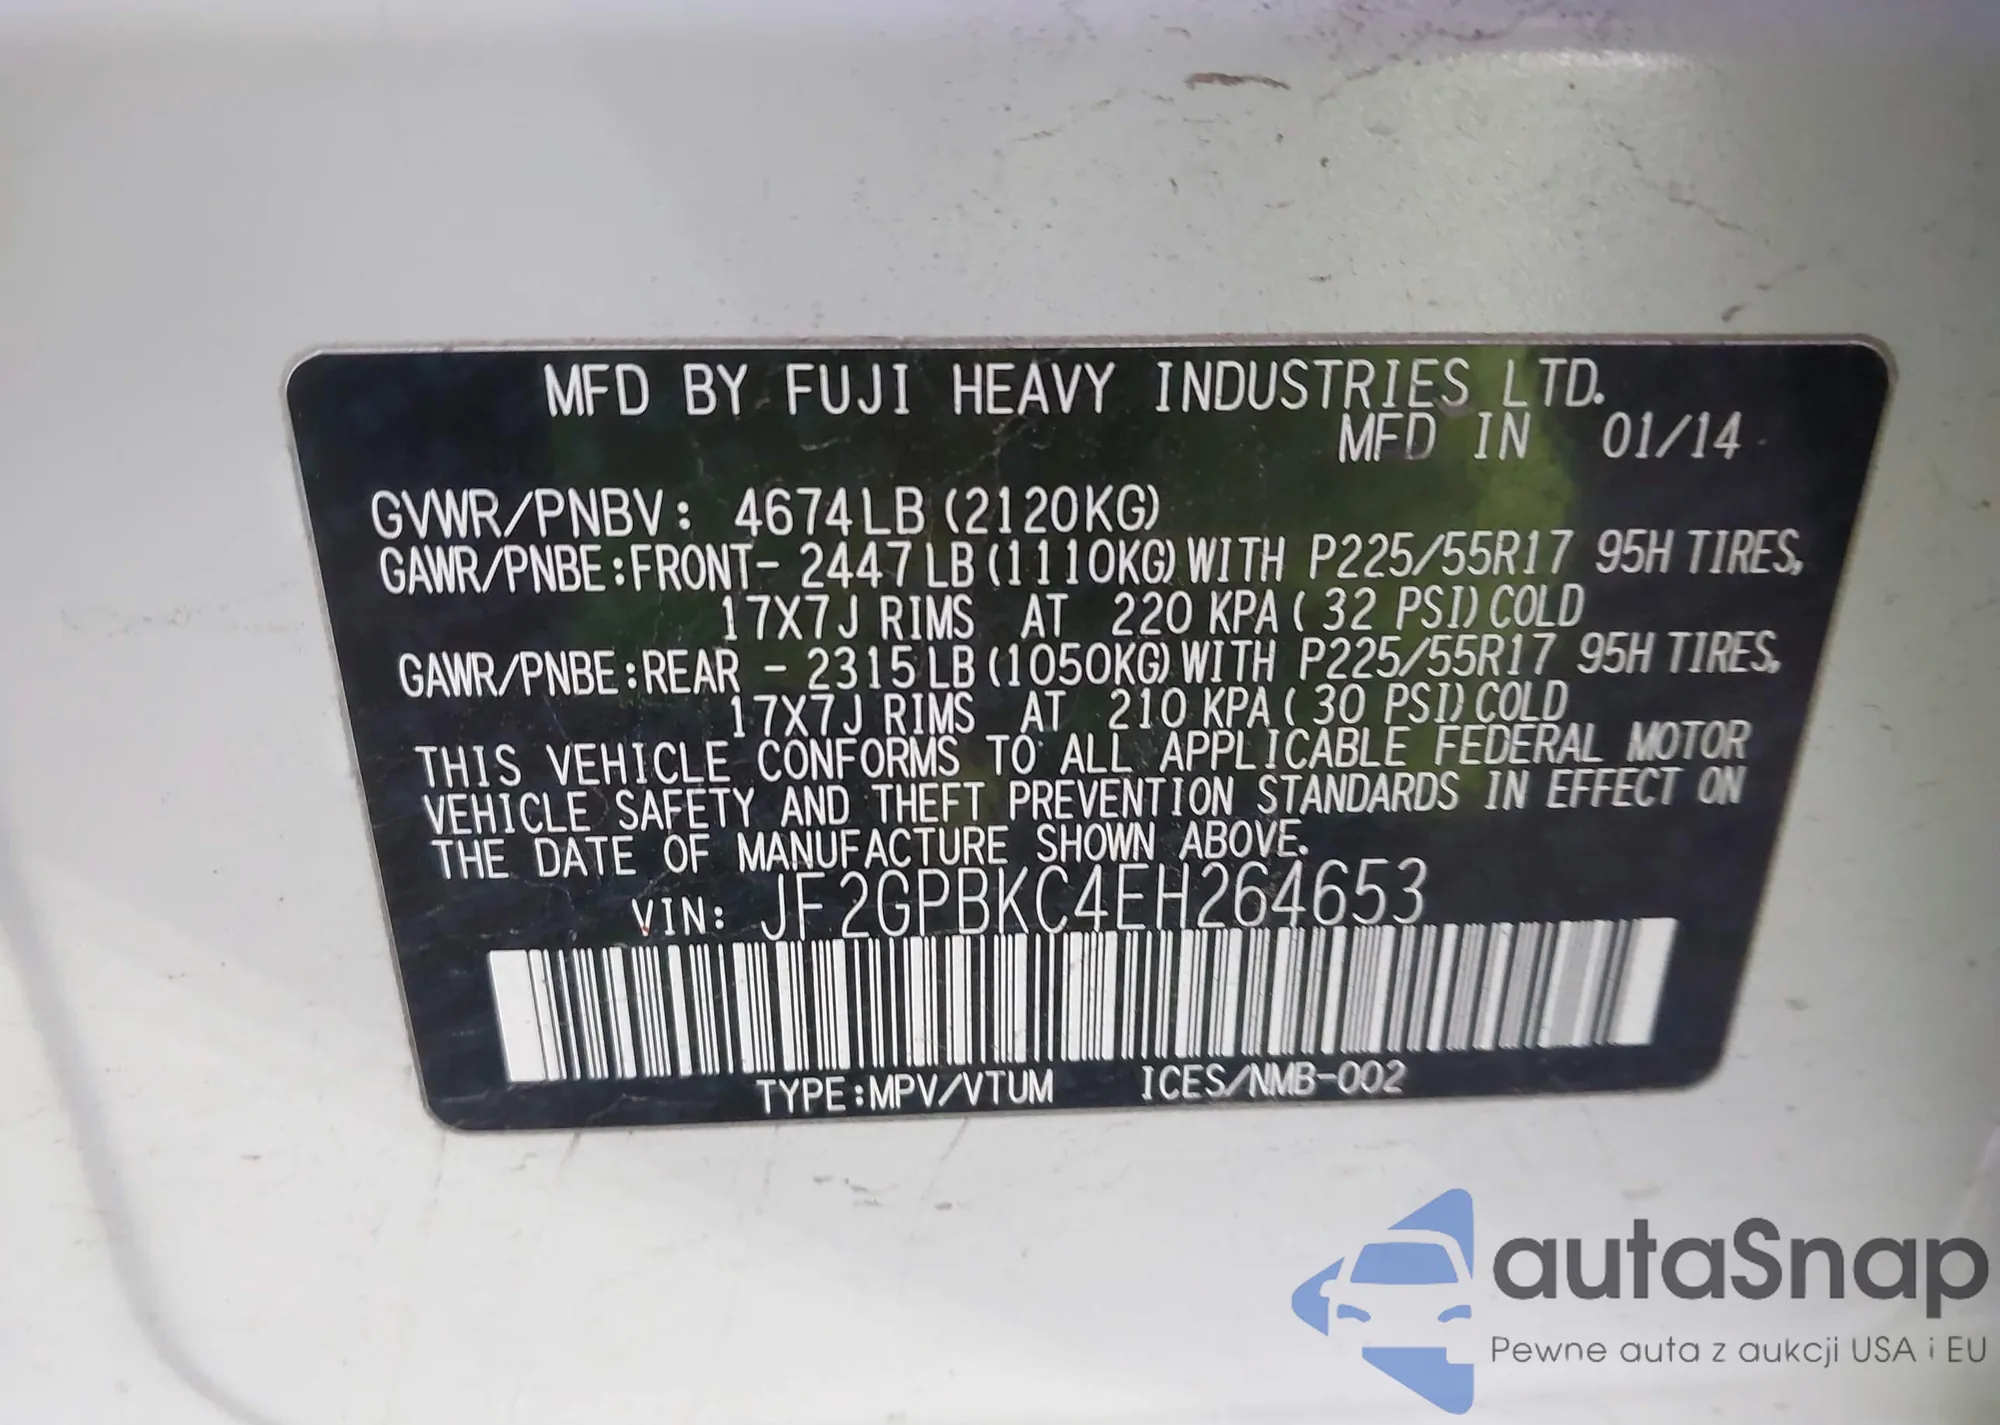 MFD BY FUJI HEAVY INDUSTRIES LTD.
MFD IN 01/14
GVWR/PNBV: 4674LB (2120KG)
GAWR/PNBE:FRONT- 2447LB(1110KG)WITH P225/55R17 95H TIRES,
17X7J RIMS AT 220 KPA( 32 PSI)COLD
GAWR/PNBE:REAR - 2315LB(1050KG)WITH P225/55R17 95H TIRES,
17X7J RIMS AT 210 KPA( 30 PSI)COLD
THIS VEHICLE CONFORMS TO ALL APPLICABLE FEDERAL MOTOR
VEHICLE SAFETY AND THEFT PREVENTION STANDARDS IN EFFECT ON
THE DATE OF MANUFACTURE SHOWN ABOVE.
VIN: JF2GPBKC4EH264653
TYPE:MPV/VTUM ICES/NMB-002
autaSnap
Pewne auta z aukcji USA i EU